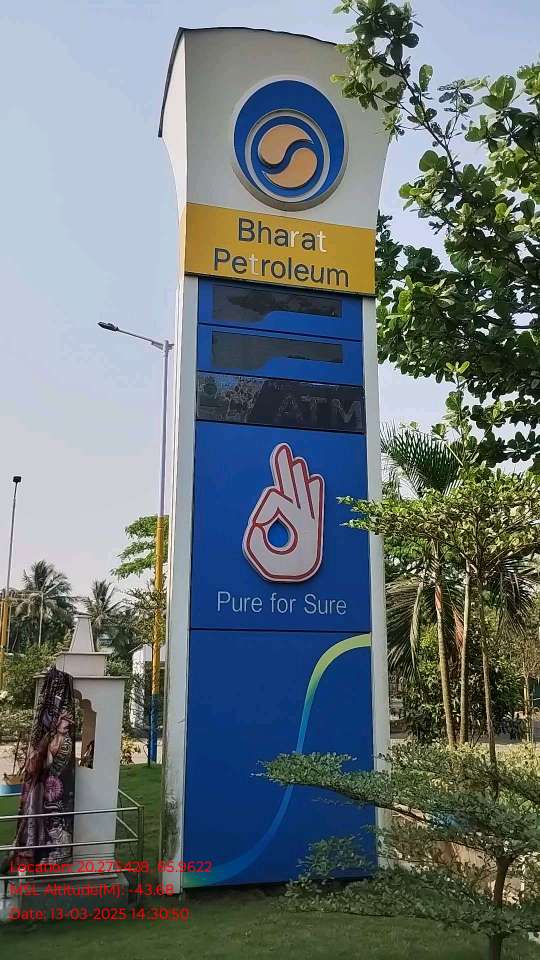 Bharat
Petroleum
ATM
Pure for Sure
Location: 20.275428, 85.9622
MSL Altitude(M): -43.68
Date: 13-03-2025 14:30:50